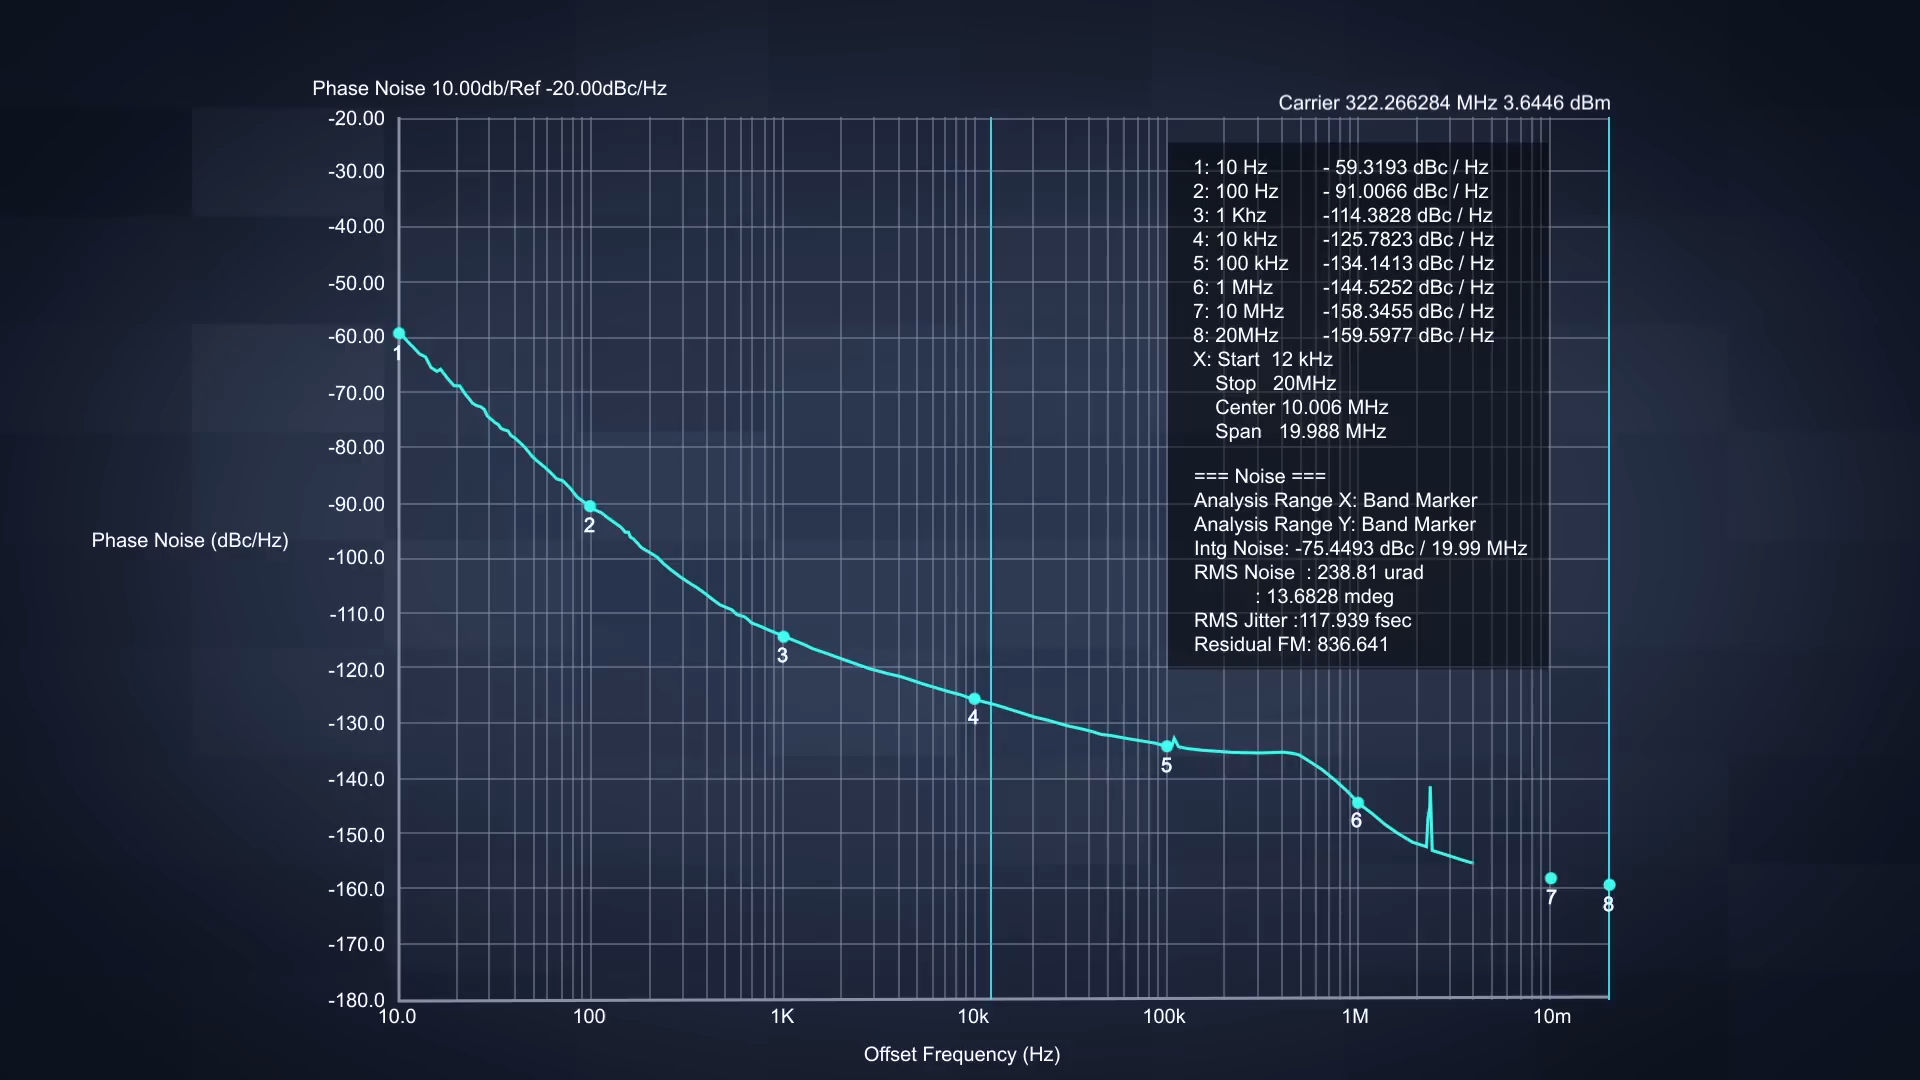 Phase Noise 10.00db/Ref -20.00dBc/Hz
Carrier 322.266284 MHz 3.6446 dBm
-20.00
-30.00
-40.00
-50.00
-60.00
-70.00
-80.00
-90.00
-100.0
-110.0
-120.0
-130.0
-140.0
-150.0
-160.0
-170.0
-180.0
Phase Noise (dBc/Hz)
1: 10 Hz - 59.3193 dBc / Hz
2: 100 Hz - 91.0066 dBc / Hz
3: 1 Khz -114.3828 dBc / Hz
4: 10 kHz -125.7823 dBc / Hz
5: 100 kHz -134.1413 dBc / Hz
6: 1 MHz -144.5252 dBc / Hz
7: 10 MHz -158.3455 dBc / Hz
8: 20MHz -159.5977 dBc / Hz
X: Start 12 kHz
Stop 20MHz
Center 10.006 MHz
Span 19.988 MHz
=== Noise ===
Analysis Range X: Band Marker
Analysis Range Y: Band Marker
Intg Noise: -75.4493 dBc / 19.99 MHz
RMS Noise : 238.81 urad
: 13.6828 mdeg
RMS Jitter :117.939 fsec
Residual FM: 836.641
1
2
3
4
5
6
7
8
10.0
100
1K
10k
100k
1M
10m
Offset Frequency (Hz)